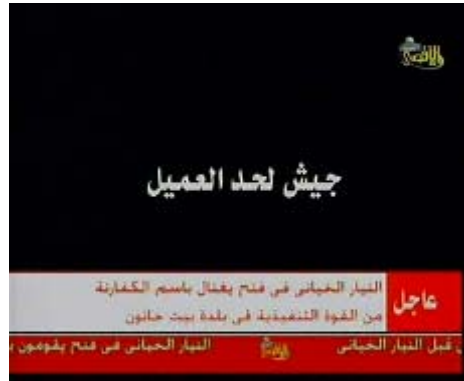 الأقصى
جيش لحد العميل
عاجل
التيار الخياني في فتح يغتال باسم الكفارنة
من القوة التنفيذية في بلدة بيت حانون
قبل التيار الخياني التيار الخياني في فتح يقومون